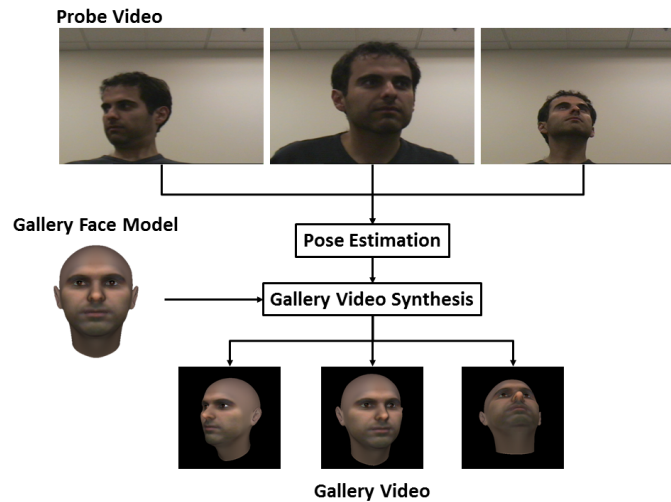 Probe Video
Gallery Face Model
Pose Estimation
Gallery Video Synthesis
Gallery Video